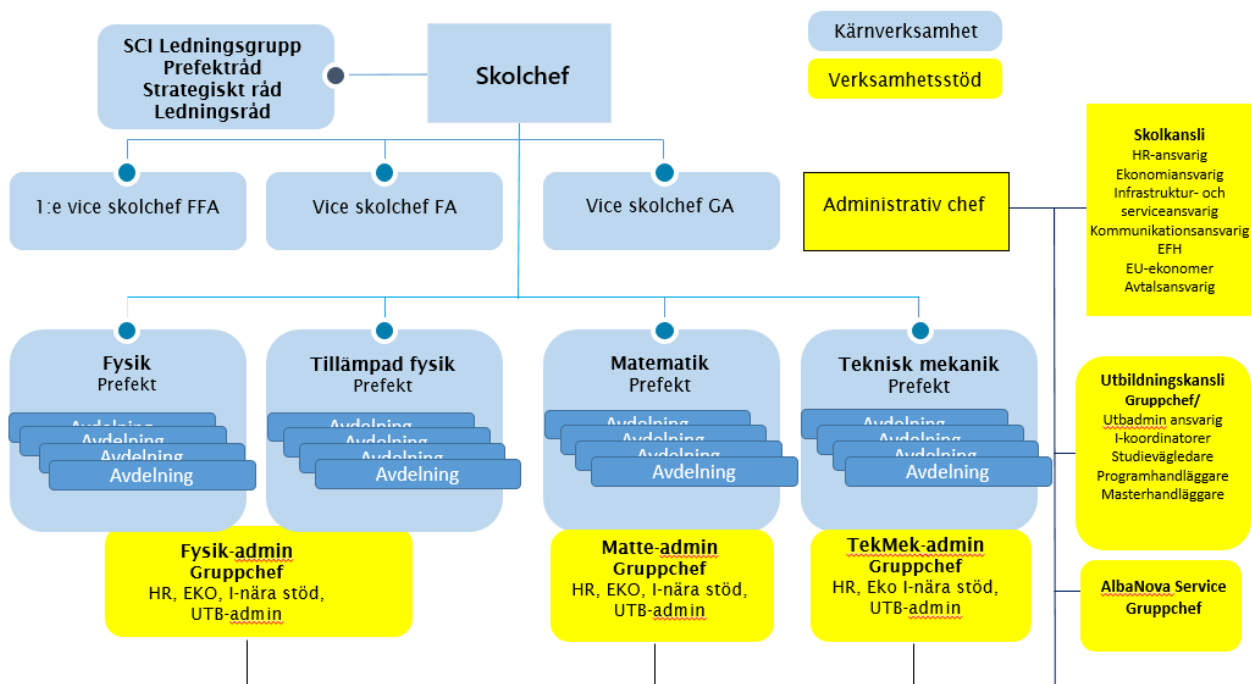 SCI Ledningsgrupp
Prefektråd
Strategiskt råd
Ledningsråd
Skolchef
Kärnverksamhet
Verksamhetsstöd
1:e vice skolchef FFA
Vice skolchef FA
Vice skolchef GA
Administrativ chef
Skolkansli
HR-ansvarig
Ekonomiansvarig
Infrastruktur- och
serviceansvarig
Kommunikationsansvarig
EFH
EU-ekonomer
Avtalsansvarig
Fysik
Prefekt
Avdelning
Avdelning
Avdelning
Avdelning
Tillämpad fysik
Prefekt
Avdelning
Avdelning
Avdelning
Avdelning
Matematik
Prefekt
Avdelning
Avdelning
Avdelning
Avdelning
Teknisk mekanik
Prefekt
Avdelning
Avdelning
Avdelning
Avdelning
Utbildningskansli
Gruppchef/
Utbadmin ansvarig
I-koordinatorer
Studievägledare
Programhandläggare
Masterhandläggare
Fysik-admin
Gruppchef
HR, EKO, I-nära stöd,
UTB-admin
Matte-admin
Gruppchef
HR, EKO, I-nära stöd,
UTB-admin
TekMek-admin
Gruppchef
HR, Eko I-nära stöd,
UTB-admin
AlbaNova Service
Gruppchef